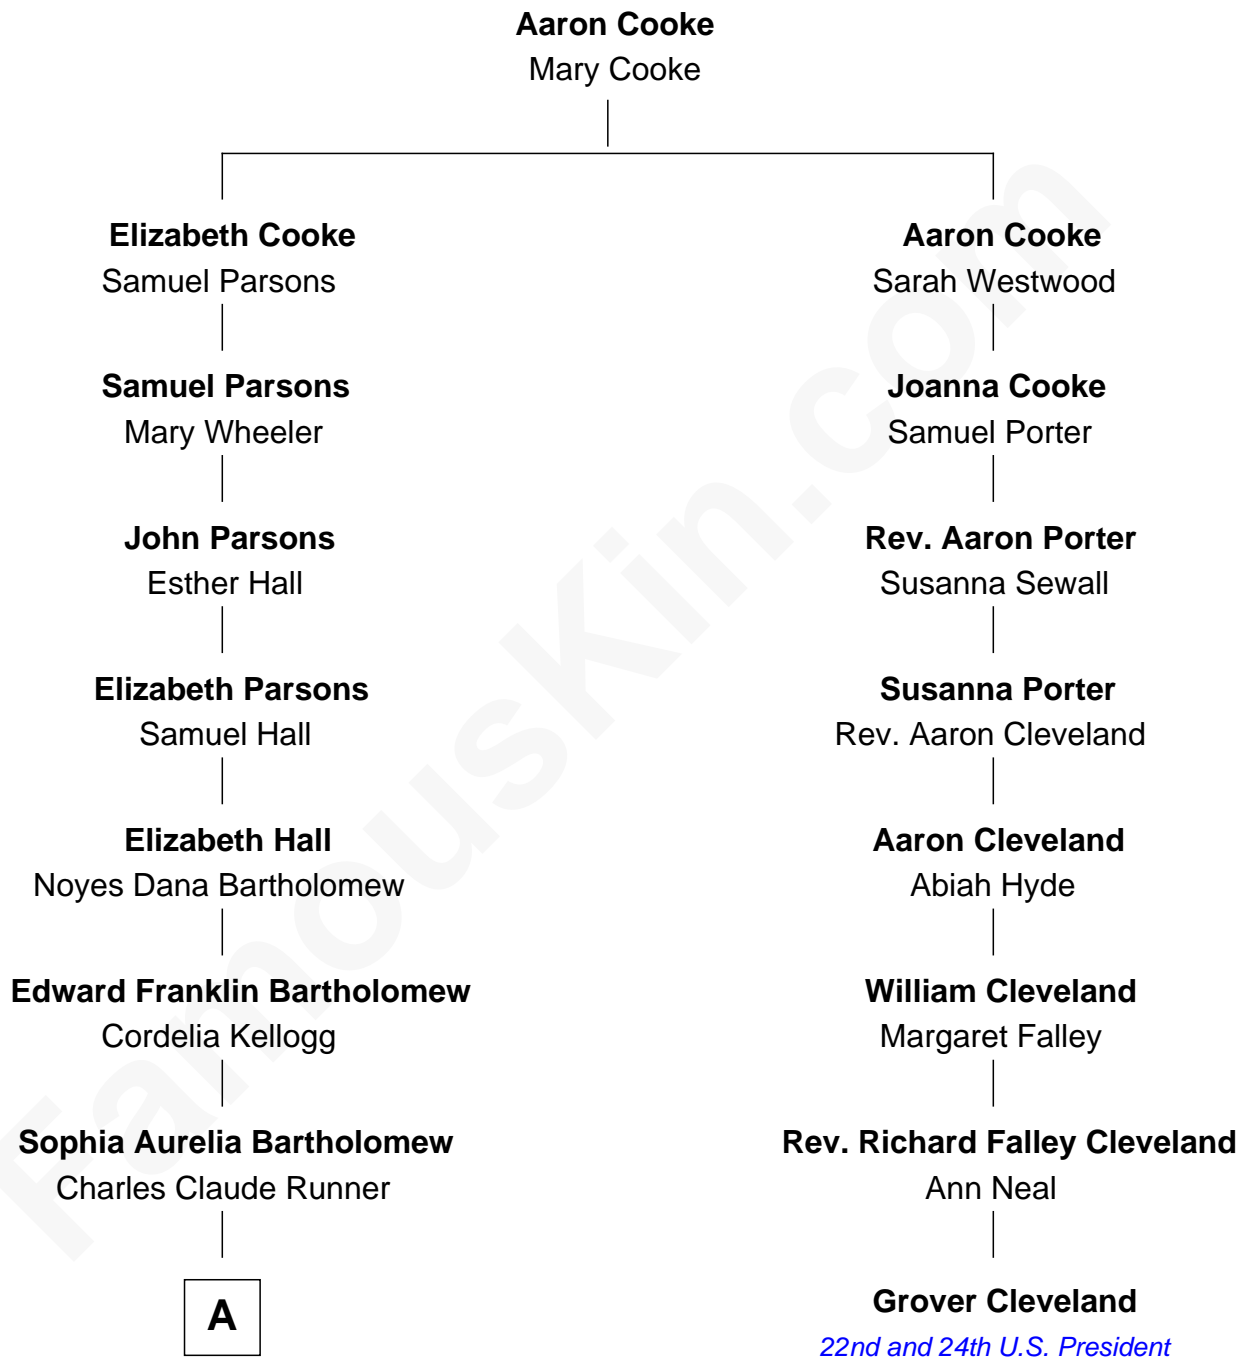 Aaron Cooke
Mary Cooke
Elizabeth Cooke
Samuel Parsons
Aaron Cooke
Sarah Westwood
Samuel Parsons
Mary Wheeler
Joanna Cooke
Samuel Porter
John Parsons
Esther Hall
Rev. Aaron Porter
Susanna Sewall
Elizabeth Parsons
Samuel Hall
Susanna Porter
Rev. Aaron Cleveland
Elizabeth Hall
Noyes Dana Bartholomew
Aaron Cleveland
Abiah Hyde
Edward Franklin Bartholomew
Cordelia Kellogg
William Cleveland
Margaret Falley
Sophia Aurelia Bartholomew
Charles Claude Runner
Rev. Richard Falley Cleveland
Ann Neal
A
Grover Cleveland
22nd and 24th U.S. President
FamousKin.com